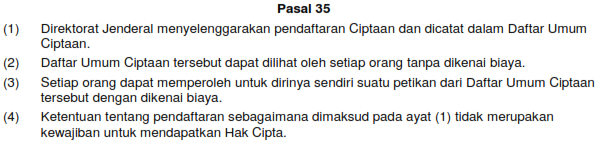 Pasal 35
(1) Direktorat Jenderal menyelenggarakan pendaftaran Ciptaan dan dicatat dalam Daftar Umum
Ciptaan.
(2) Daftar Umum Ciptaan tersebut dapat dilihat oleh setiap orang tanpa dikenai biaya.
(3) Setiap orang dapat memperoleh untuk dirinya sendiri suatu petikan dari Daftar Umum Ciptaan
tersebut dengan dikenai biaya.
(4) Ketentuan tentang pendaftaran sebagaimana dimaksud pada ayat (1) tidak merupakan
kewajiban untuk mendapatkan Hak Cipta.